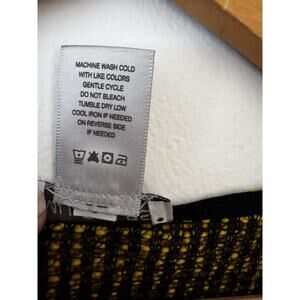 MACHINE WASH COLD
WITH LIKE COLORS
GENTLE CYCLE
DO NOT BLEACH
TUMBLE DRY LOW
COOL IRON IF NEEDED
ON REVERSE SIDE
IF NEEDED